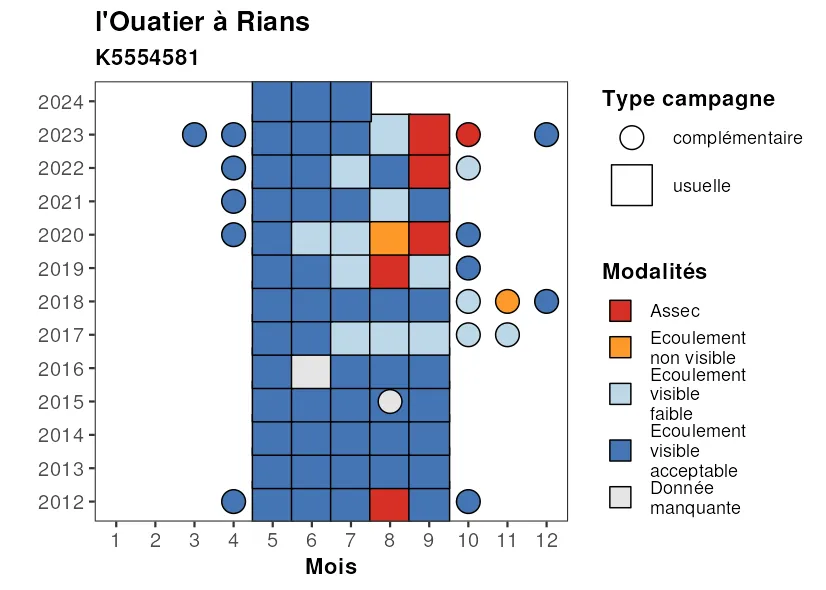 l'Ouatier à Rians
K5554581
2024
2023
2022
2021
2020
2019
2018
2017
2016
2015
2014
2013
2012
1 2 3 4 5 6 7 8 9 10 11 12
Mois
Type campagne
complémentaire
usuelle
Modalités
Assec
Ecoulement
non visible
Ecoulement
visible
faible
Ecoulement
visible
acceptable
Donnée
manquante